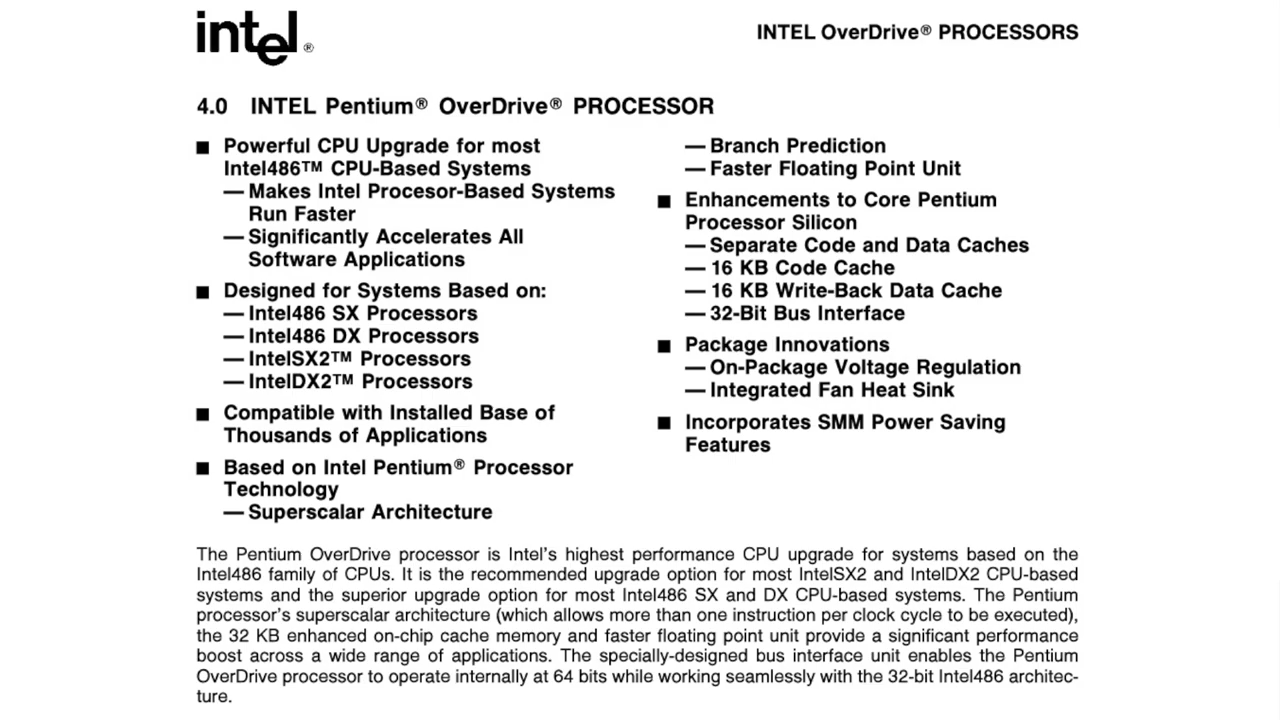 intel®
INTEL OverDrive® PROCESSORS
4.0 INTEL Pentium® OverDrive® PROCESSOR
■ Powerful CPU Upgrade for most
Intel486™ CPU-Based Systems
— Makes Intel Procesor-Based Systems
Run Faster
— Significantly Accelerates All
Software Applications
■ Designed for Systems Based on:
— Intel486 SX Processors
— Intel486 DX Processors
— IntelSX2™ Processors
— IntelDX2™ Processors
■ Compatible with Installed Base of
Thousands of Applications
■ Based on Intel Pentium® Processor
Technology
— Superscalar Architecture
— Branch Prediction
— Faster Floating Point Unit
■ Enhancements to Core Pentium
Processor Silicon
— Separate Code and Data Caches
— 16 KB Code Cache
— 16 KB Write-Back Data Cache
— 32-Bit Bus Interface
■ Package Innovations
— On-Package Voltage Regulation
— Integrated Fan Heat Sink
■ Incorporates SMM Power Saving
Features
The Pentium OverDrive processor is Intel's highest performance CPU upgrade for systems based on the
Intel486 family of CPUs. It is the recommended upgrade option for most IntelSX2 and IntelDX2 CPU-based
systems and the superior upgrade option for most Intel486 SX and DX CPU-based systems. The Pentium
processor's superscalar architecture (which allows more than one instruction per clock cycle to be executed),
the 32 KB enhanced on-chip cache memory and faster floating point unit provide a significant performance
boost across a wide range of applications. The specially-designed bus interface unit enables the Pentium
OverDrive processor to operate internally at 64 bits while working seamlessly with the 32-bit Intel486 architec-
ture.